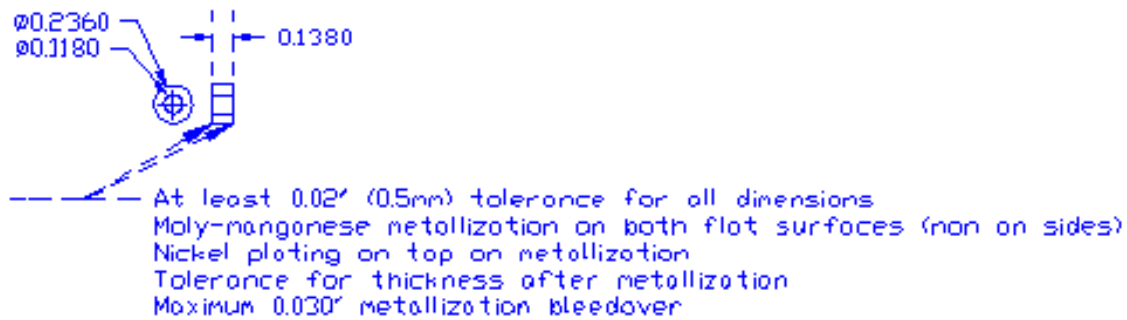 ø0.2360
ø0.1180
0.1380
At least 0.02" (0.5mm) tolerance for all dimensions
Moly-manganese metallization on both flat surfaces (non on sides)
Nickel plating on top on metallization
Tolerance for thickness after metallization
Maximum 0.030" metallization bleedover